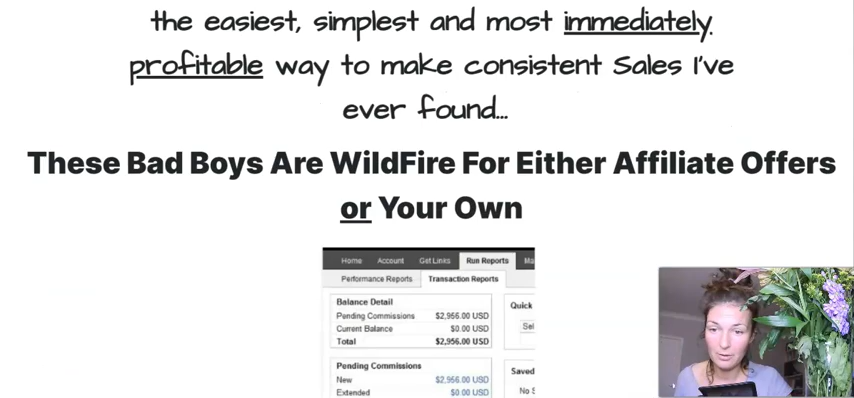 the easiest, simplest and most immediately
profitable way to make consistent Sales I've
ever found...
These Bad Boys Are WildFire For Either Affiliate Offers
or Your Own
Home Account Get Links Run Reports Ma
Performance Reports Transaction Reports
Balance Detail
Pending Commissions $2,956.00 USD
Current Balance $0.00 USD
Total $2,956.00 USD
Quick
Sel
Pending Commissions
New $2,956.00 USD
Extended $0.00 USD
Saved
No S